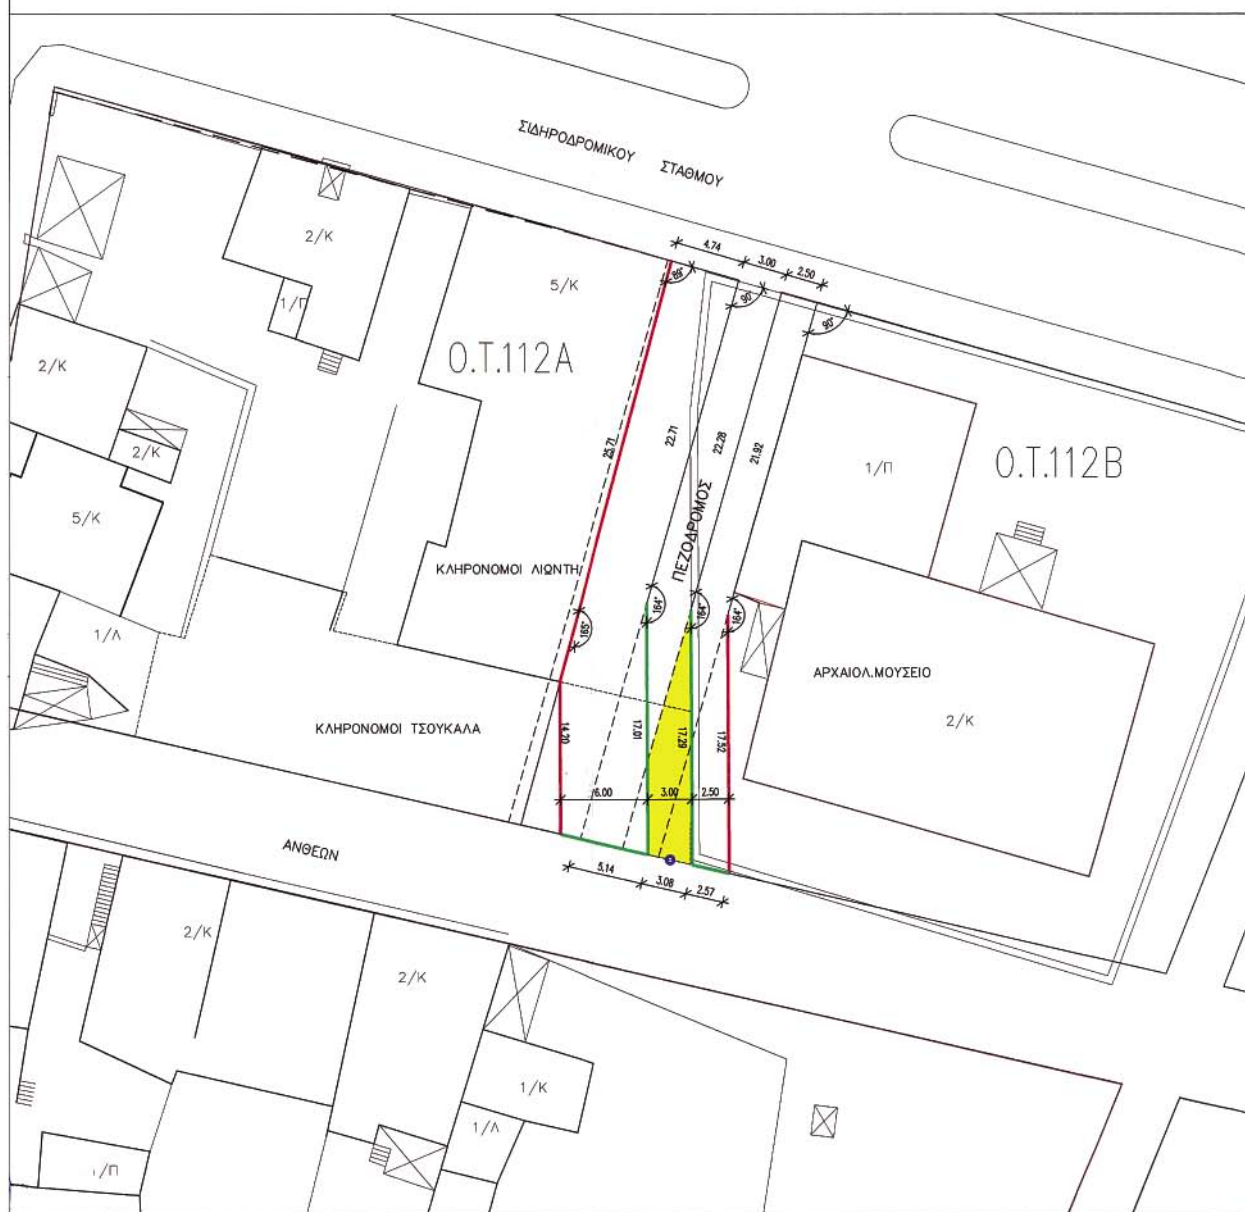 ΣΙΔΗΡΟΔΡΟΜΙΚΟΥ ΣΤΑΘΜΟΥ
4.74
3.00
2.50
89°
90°
90°
2/Κ
5/Κ
1/Π
Ο.Τ.112Α
2/Κ
2/Κ
5/Κ
25.71
22.71
22.28
21.92
1/Π
Ο.Τ.112Β
ΠΕΖΟΔΡΟΜΟΣ
ΚΛΗΡΟΝΟΜΟΙ ΛΙΟΝΤΗ
165°
164°
164°
164°
1/Λ
ΑΡΧΑΙΟΛ.ΜΟΥΣΕΙΟ
2/Κ
ΚΛΗΡΟΝΟΜΟΙ ΤΣΟΥΚΑΛΑ
14.20
17.01
17.29
17.52
6.00
3.00
2.50
ΑΝΘΕΩΝ
5.14
3.08
2.57
2/Κ
2/Κ
1/Κ
1/Λ
1/Π